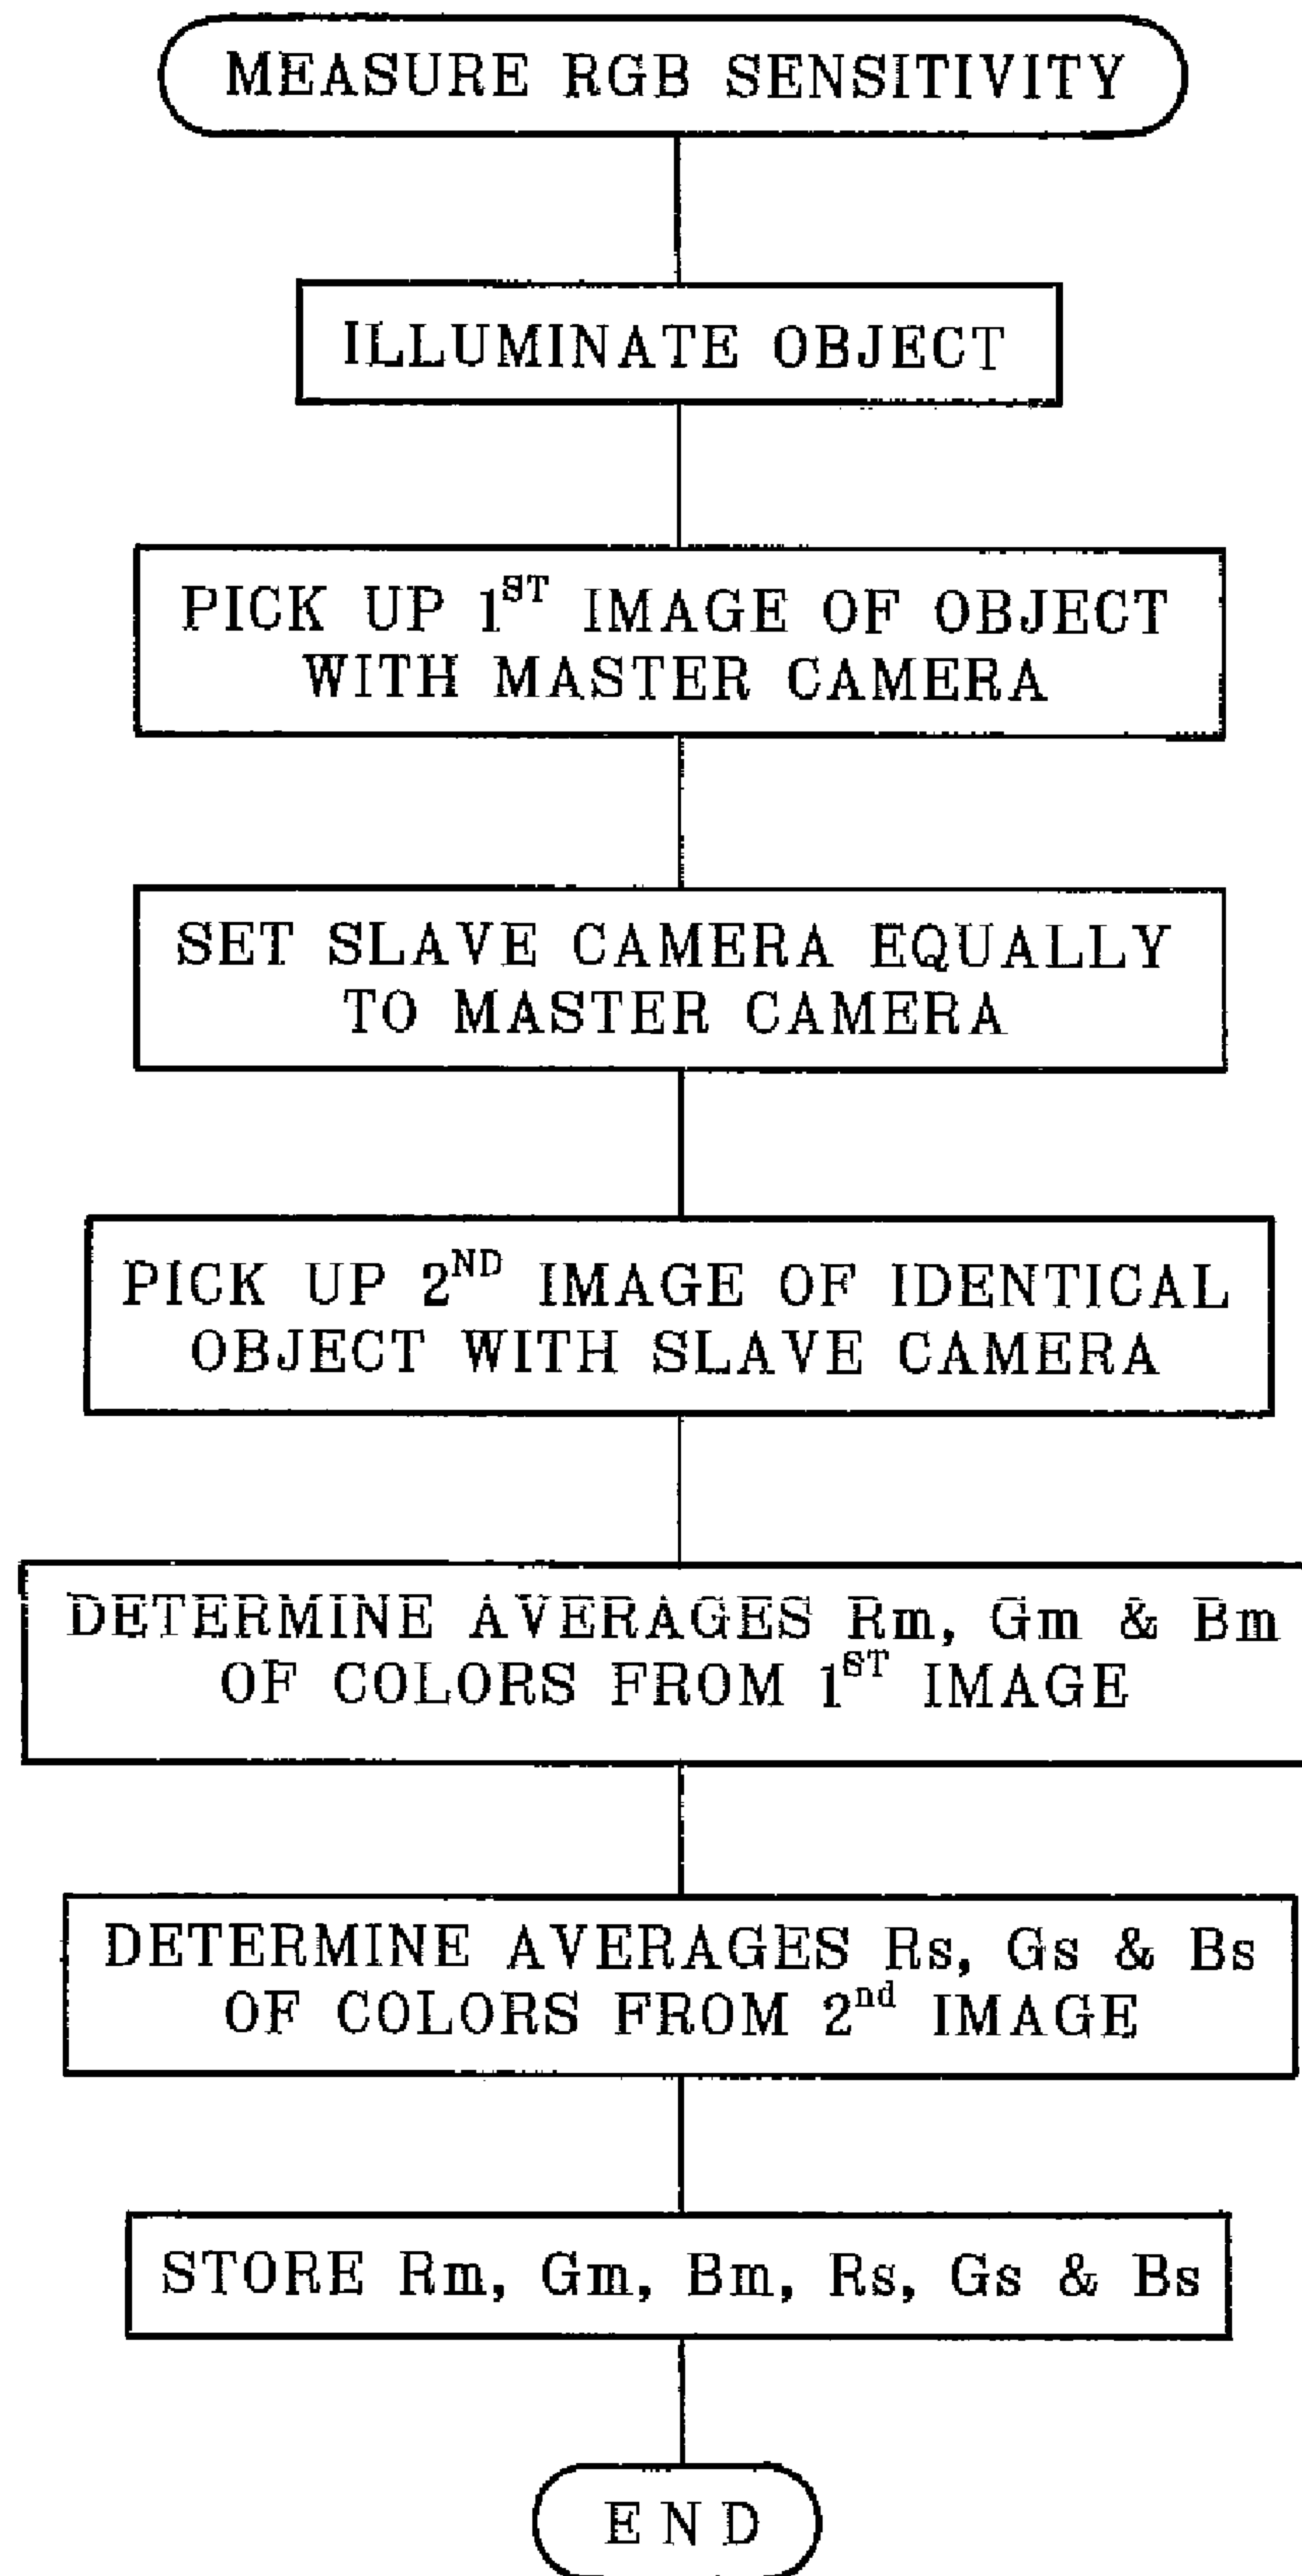 MEASURE RGB SENSITIVITY
ILLUMINATE OBJECT
PICK UP 1ST IMAGE OF OBJECT
WITH MASTER CAMERA
SET SLAVE CAMERA EQUALLY
TO MASTER CAMERA
PICK UP 2ND IMAGE OF IDENTICAL
OBJECT WITH SLAVE CAMERA
DETERMINE AVERAGES Rm, Gm & Bm
OF COLORS FROM 1ST IMAGE
DETERMINE AVERAGES Rs, Gs & Bs
OF COLORS FROM 2nd IMAGE
STORE Rm, Gm, Bm, Rs, Gs & Bs
END